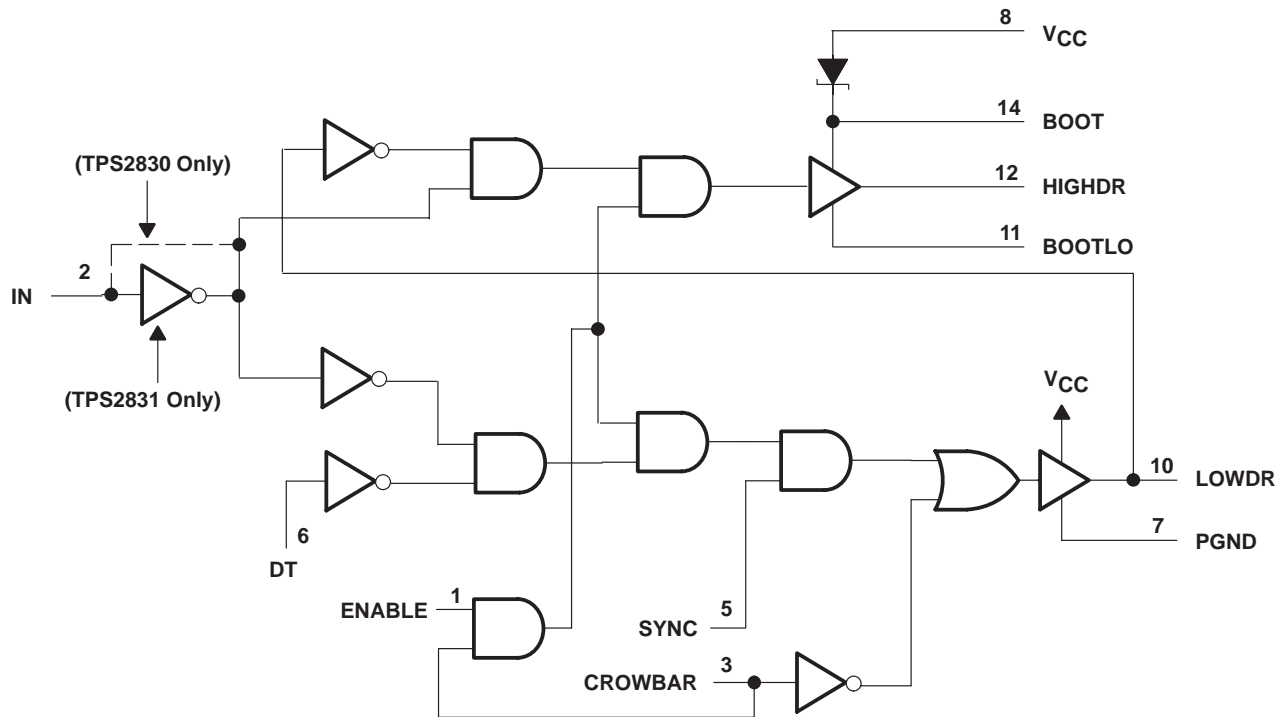 8
VCC
14
BOOT
(TPS2830 Only)
12
HIGHDR
11
BOOTLO
2
IN
(TPS2831 Only)
VCC
10
LOWDR
7
PGND
6
DT
1
ENABLE
5
SYNC
3
CROWBAR